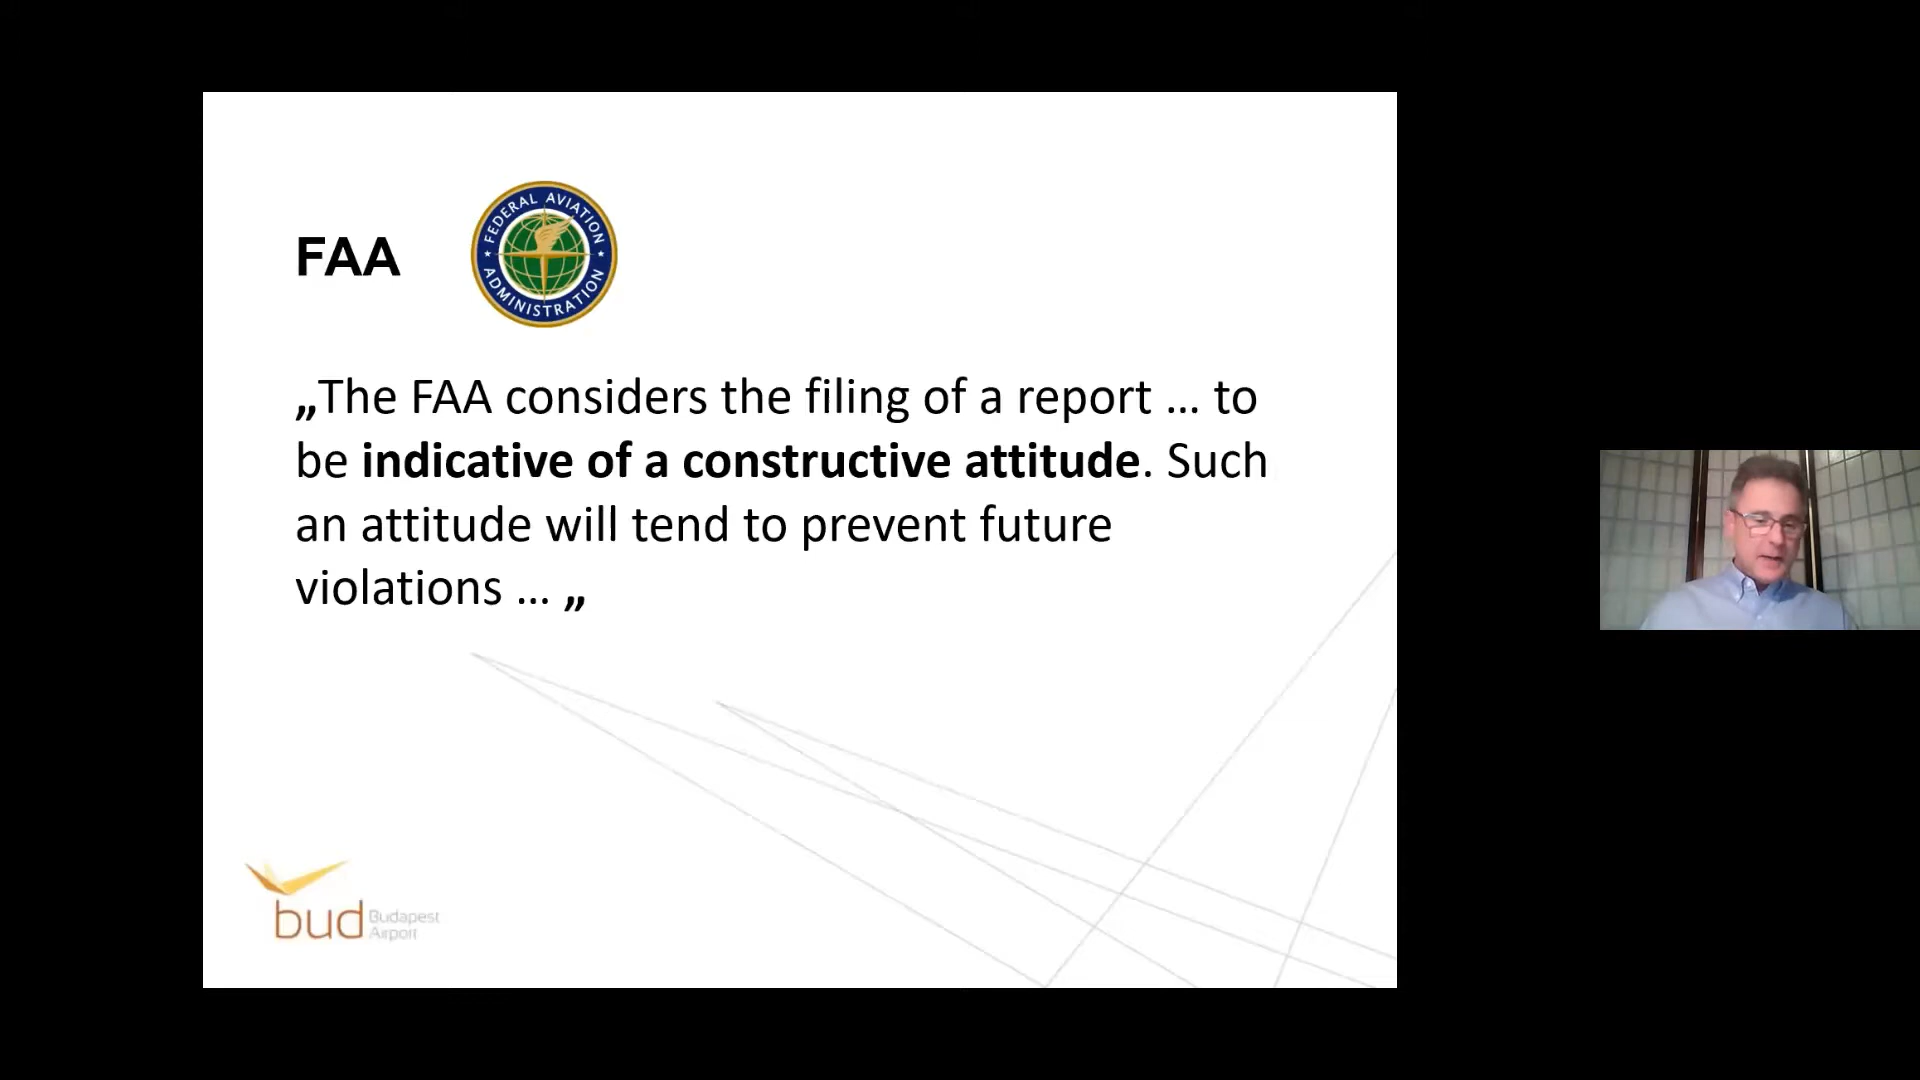 FAA
FEDERAL AVIATION
ADMINISTRATION
„The FAA considers the filing of a report … to
be indicative of a constructive attitude. Such
an attitude will tend to prevent future
violations … „
bud Budapest
Airport